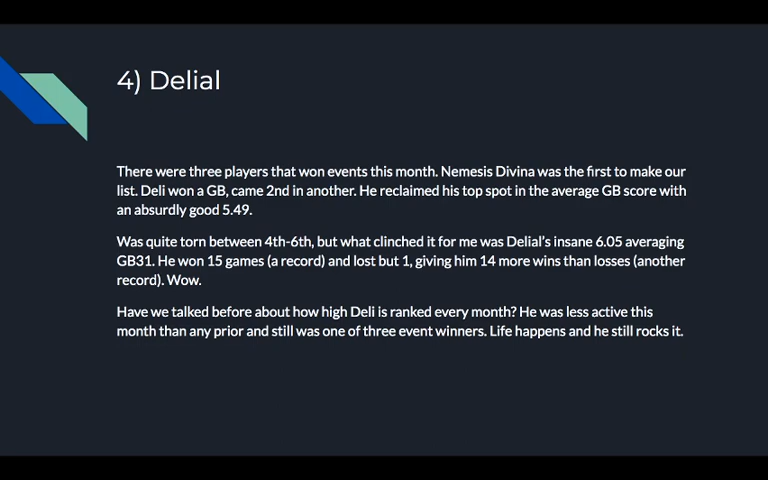 4) Delial
There were three players that won events this month. Nemesis Divina was the first to make our
list. Deli won a GB, came 2nd in another. He reclaimed his top spot in the average GB score with
an absurdly good 5.49.
Was quite torn between 4th-6th, but what clinched it for me was Delial's insane 6.05 averaging
GB31. He won 15 games (a record) and lost but 1, giving him 14 more wins than losses (another
record). Wow.
Have we talked before about how high Deli is ranked every month? He was less active this
month than any prior and still was one of three event winners. Life happens and he still rocks it.